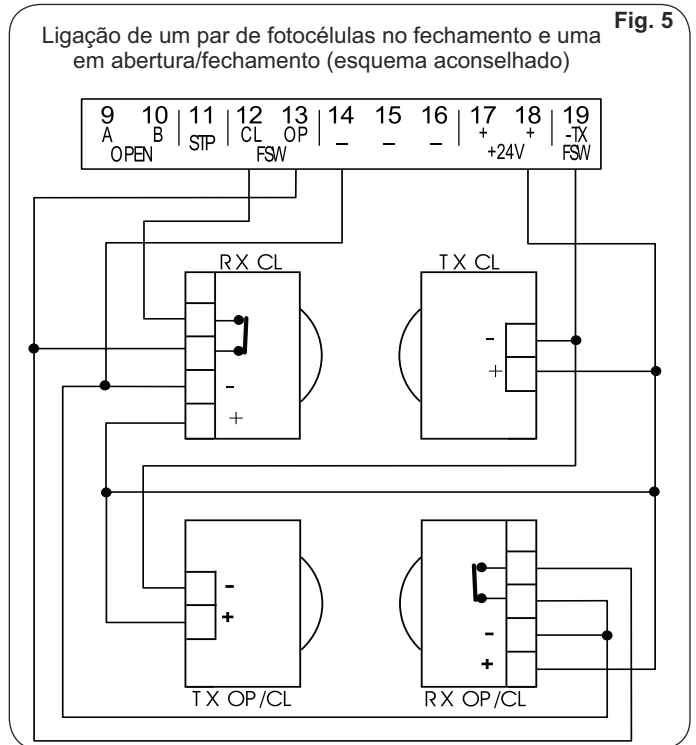 Fig. 5
Ligação de um par de fotocélulas no fechamento e uma
em abertura/fechamento (esquema aconselhado)
9 10 11 12 13 14 15 16 17 18 19
A B STP CL OP _ _ _ + + -TX
OPEN FSW +24V FSW
RX CL TX CL
-
+
-
+
-
+
-
+
TX OP/CL RX OP/CL